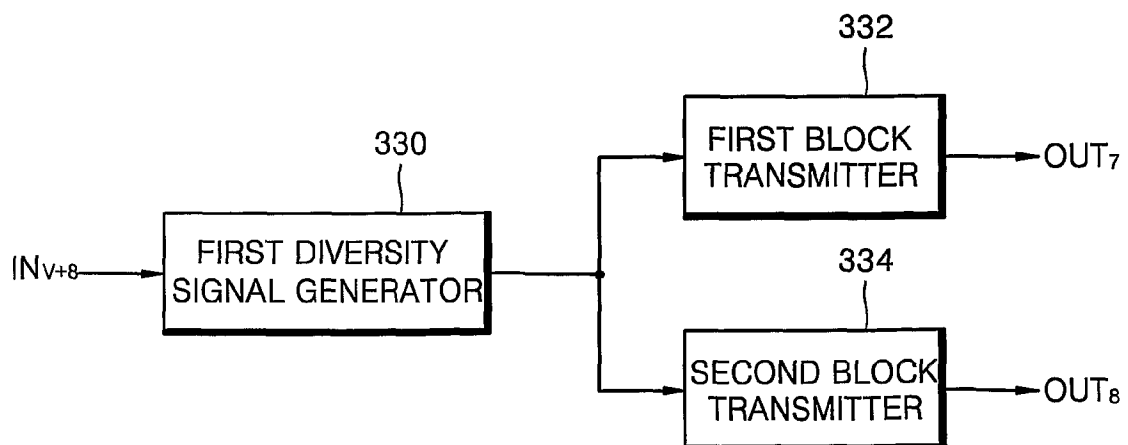 332
FIRST BLOCK
TRANSMITTER
OUT₇
330
FIRST DIVERSITY
SIGNAL GENERATOR
INV+8
334
SECOND BLOCK
TRANSMITTER
OUT₈